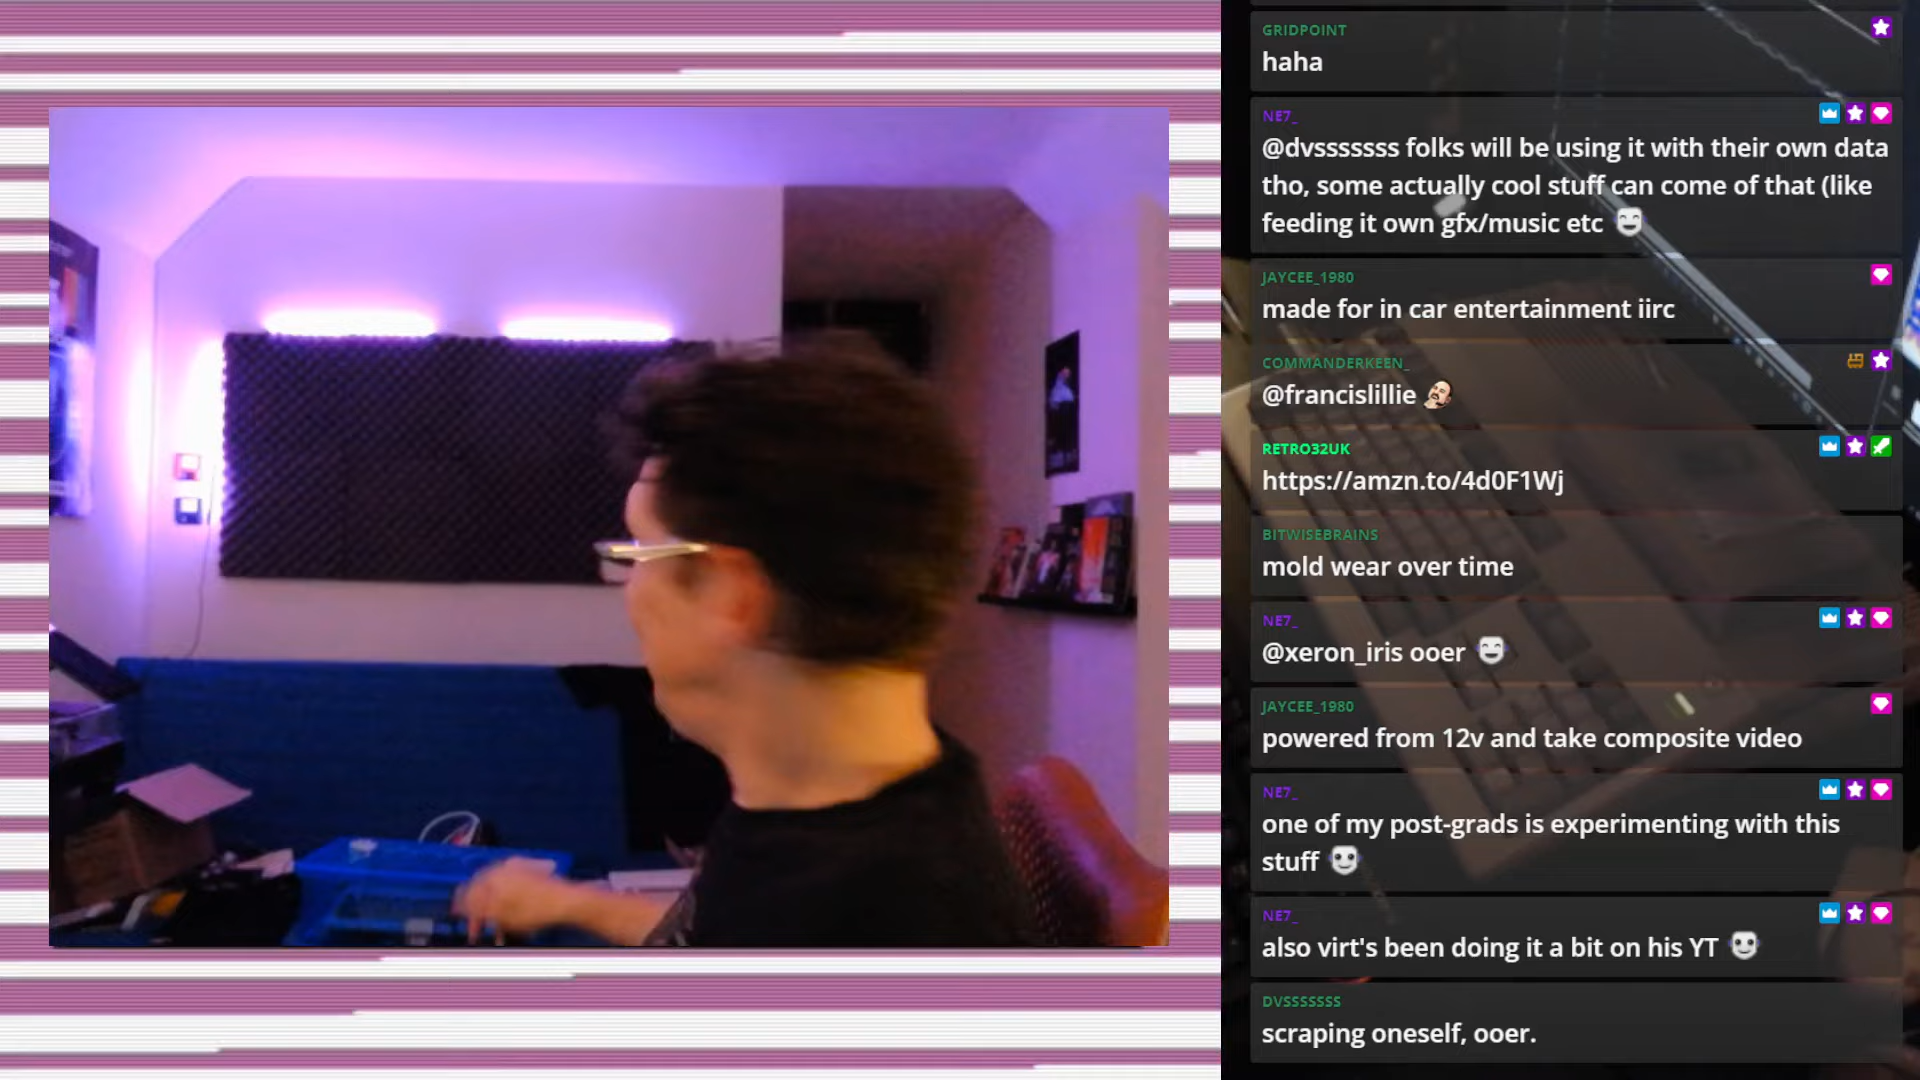 GRIDPOINT
haha
NE7_
@dvsssssss folks will be using it with their own data
tho, some actually cool stuff can come of that (like
feeding it own gfx/music etc
JAYCEE_1980
made for in car entertainment iirc
COMMANDERKEEN_
@francislillie
RETRO32UK
https://amzn.to/4d0F1Wj
BITWISEBRAINS
mold wear over time
NE7_
@xeron_iris ooer
JAYCEE_1980
powered from 12v and take composite video
NE7_
one of my post-grads is experimenting with this
stuff
NE7_
also virt's been doing it a bit on his YT
DVSSSSSSS
scraping oneself, ooer.